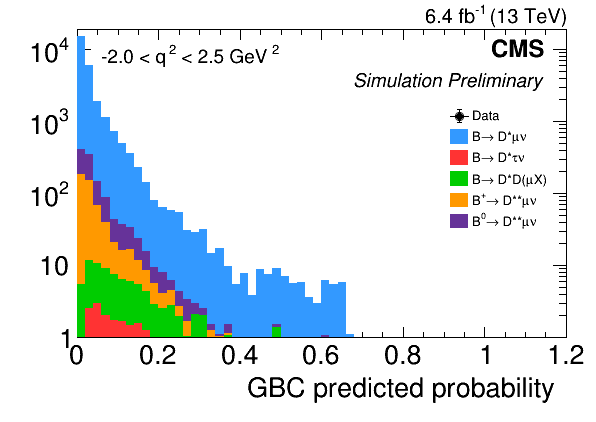 6.4 fb⁻¹ (13 TeV)
-2.0 < q² < 2.5 GeV²
CMS
Simulation Preliminary
Data
B→ D*μν
B→ D*τν
B→ D*D(μX)
B⁺→ D**μν
B⁰→ D**μν
10⁴
10³
10²
10
1
0 0.2 0.4 0.6 0.8 1 1.2
GBC predicted probability